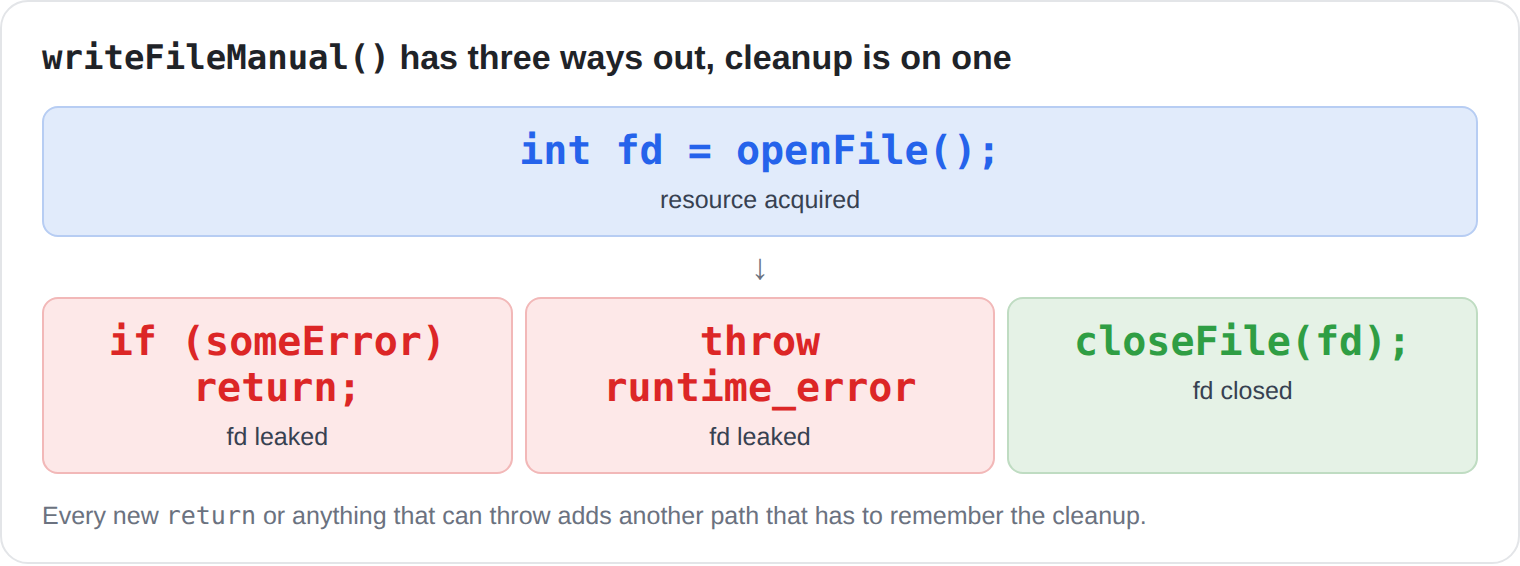 writeFileManual() has three ways out, cleanup is on one
int fd = openFile();
resource acquired
↓
if (someError)
return;
fd leaked
throw
runtime_error
fd leaked
closeFile(fd);
fd closed
Every new return or anything that can throw adds another path that has to remember the cleanup.